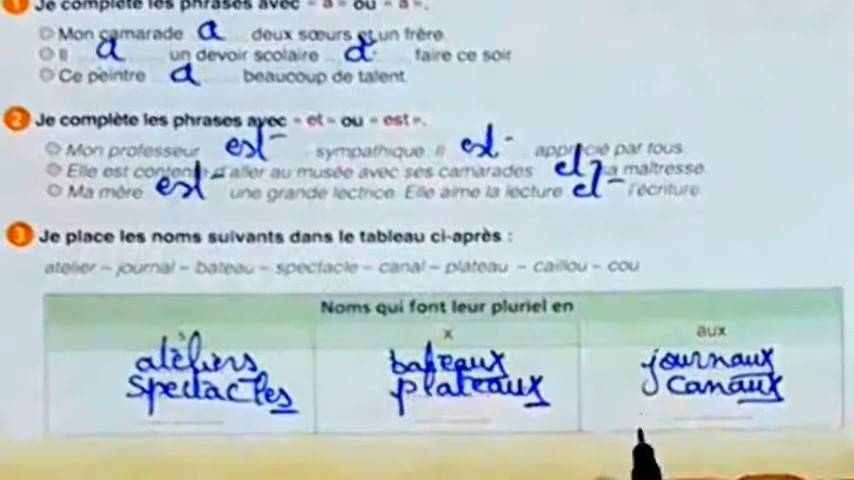 1 Je complète les phrases avec « a » ou « à ».
Mon camarade a deux sœurs et un frère.
Il a un devoir scolaire à faire ce soir
Ce peintre a beaucoup de talent.
2 Je complète les phrases avec « et » ou « est ».
Mon professeur est sympathique. Il est apprécié par tous.
Elle est contente d'aller au musée avec ses camarades et sa maîtresse.
Ma mère est une grande lectrice. Elle aime la lecture et l'écriture.
3 Je place les noms suivants dans le tableau ci-après :
atelier – journal – bateau – spectacle – canal – plateau – caillou – cou
Noms qui font leur pluriel en
s x aux
atéliers bateaux journaux
spectacles plateaux canaux